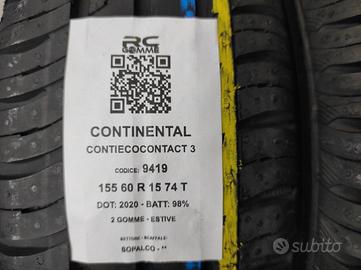 RC
GOMME
CONTINENTAL
CONTIECOCONTACT 3
CODICE: 9419
155 60 R 15 74 T
DOT: 2020 - BATT: 98%
2 GOMME - ESTIVE
SOPALCO - "
subito